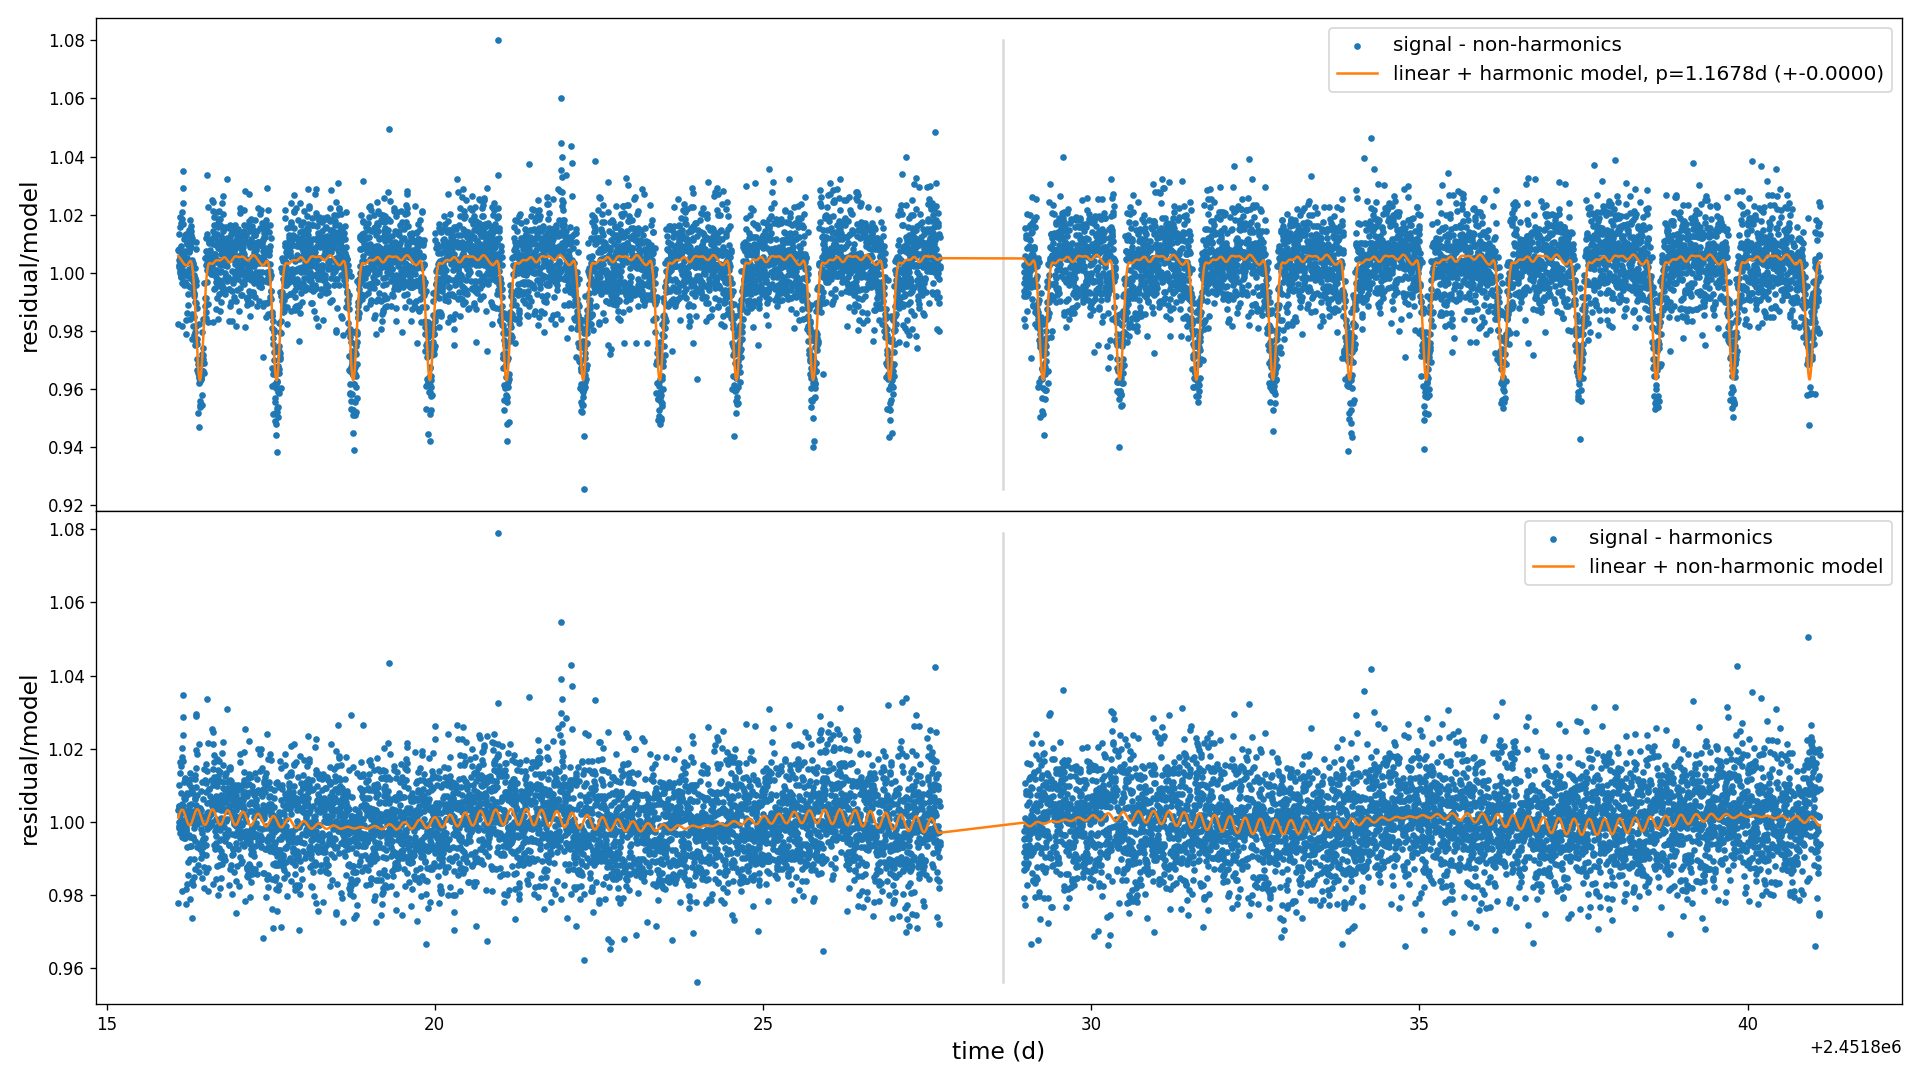 1.08
1.06
1.04
1.02
1.00
0.98
0.96
0.94
0.92
residual/model
signal - non-harmonics
linear + harmonic model, p=1.1678d (+-0.0000)
1.08
1.06
1.04
1.02
1.00
0.98
0.96
residual/model
signal - harmonics
linear + non-harmonic model
15 20 25 30 35 40
time (d)
+2.4518e6